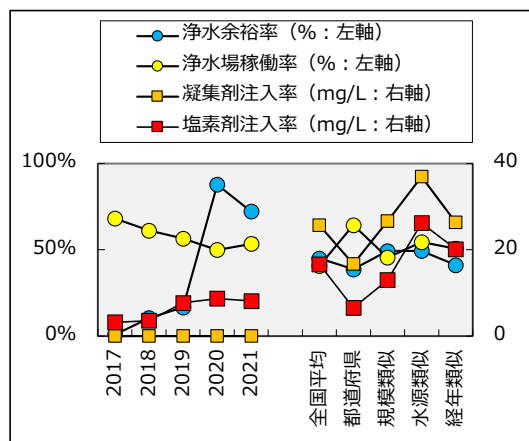 浄水余裕率（%：左軸）
浄水場稼働率（%：左軸）
凝集剤注入率（mg/L：右軸）
塩素剤注入率（mg/L：右軸）
100% 40
50% 20
0% 0
2017 2018 2019 2020 2021 全国平均 都道府県 規模類似 水源類似 経年類似